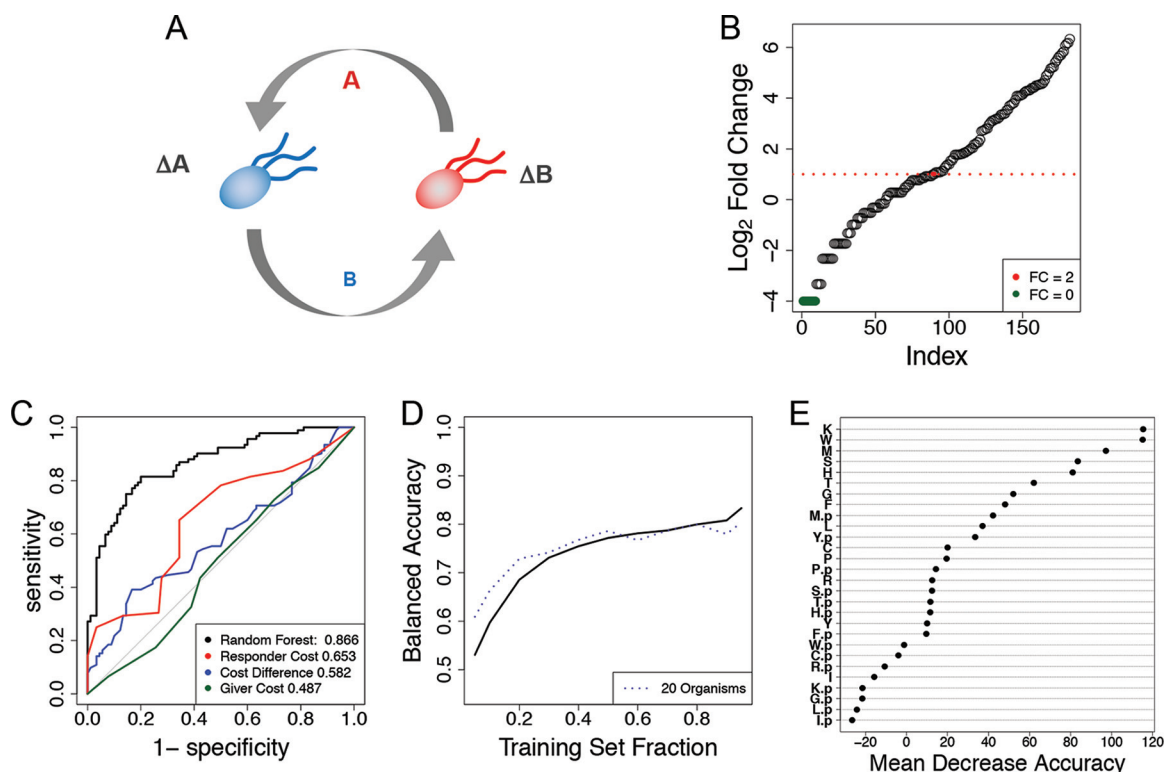 A
A
ΔA
ΔB
B
B
Log2 Fold Change
6
4
2
0
-2
-4
FC = 2
FC = 0
0
50
100
150
Index
C
sensitivity
1.0
0.8
0.6
0.4
0.2
0.0
Random Forest: 0.866
Responder Cost 0.653
Cost Difference 0.582
Giver Cost 0.487
0.0
0.2
0.4
0.6
0.8
1.0
1- specificity
D
Balanced Accuracy
1.0
0.9
0.8
0.7
0.6
0.5
20 Organisms
0.2
0.4
0.6
0.8
Training Set Fraction
E
K
W
M
S
H
T
G
F
M.p
L
Y.p
C
P
P.p
R
S.p
T.p
H.p
Y
F.p
W.p
C.p
R.p
I
K.p
G.p
L.p
I.p
-20
0
20
40
60
80
100
120
Mean Decrease Accuracy